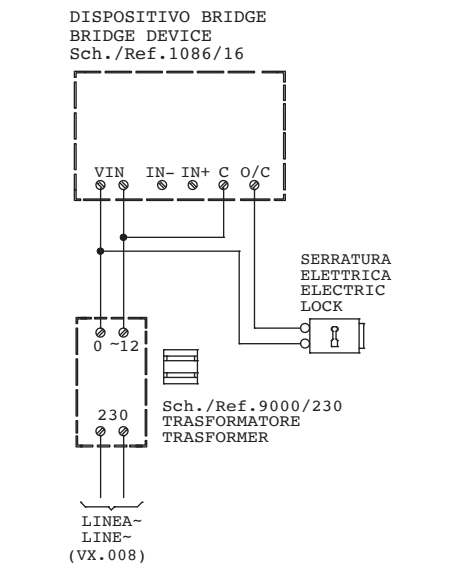 DISPOSITIVO BRIDGE
BRIDGE DEVICE
Sch./Ref.1086/16
VIN IN- IN+ C O/C
SERRATURA
ELETTRICA
ELECTRIC
LOCK
0 ~12
230
Sch./Ref.9000/230
TRASFORMATORE
TRASFORMER
LINEA~
LINE~
(VX.008)